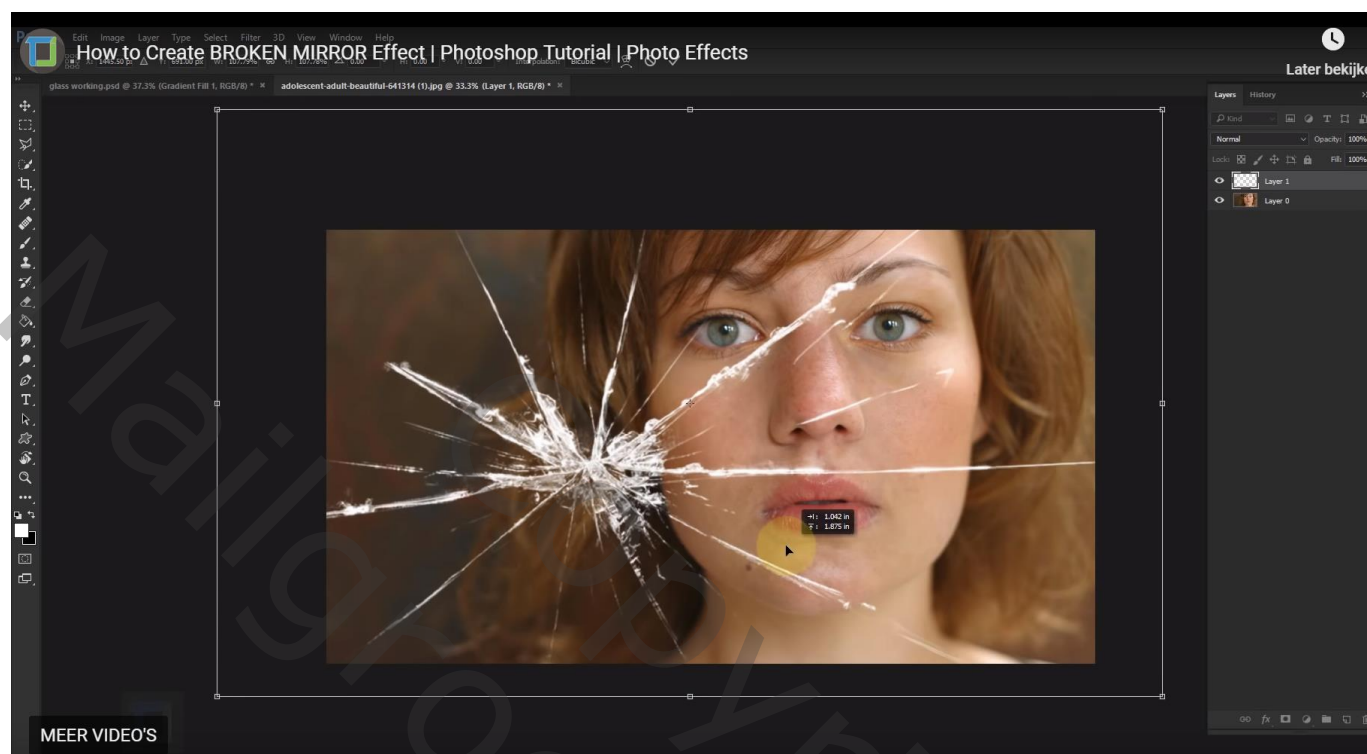 Edit Image Layer Type Select Filter 3D View Window Help
How to Create BROKEN MIRROR Effect | Photoshop Tutorial | Photo Effects
Later bekijke
glass working.psd @ 37.3% (Gradient Fill 1, RGB/8) * ×
adolescent-adult-beautiful-641314 (1).jpg @ 33.3% (Layer 1, RGB/8) * ×
Layers History
Kind
Normal Opacity: 100%
Lock: Fill: 100%
Layer 1
Layer 0
1.042 in
1.875 in
MEER VIDEO'S
fx